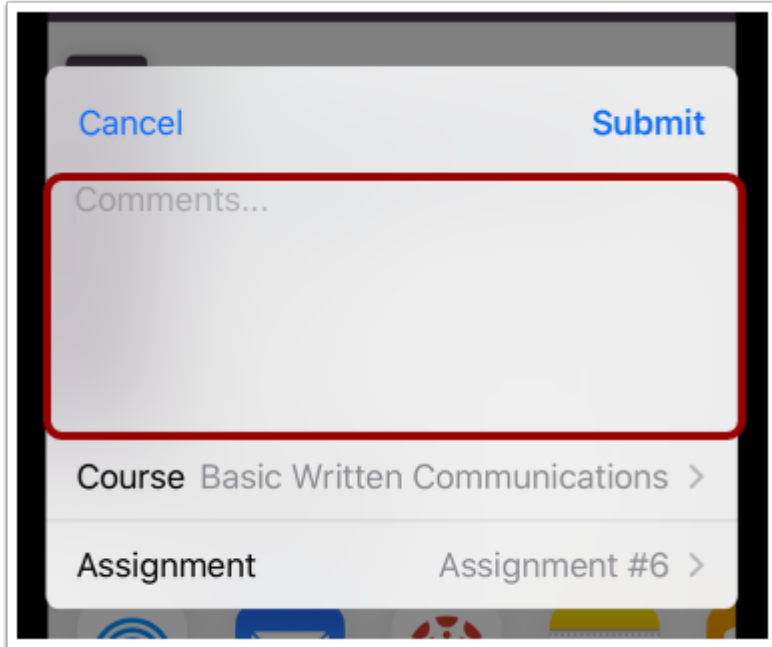 Cancel Submit
Comments...
Course Basic Written Communications >
Assignment Assignment #6 >